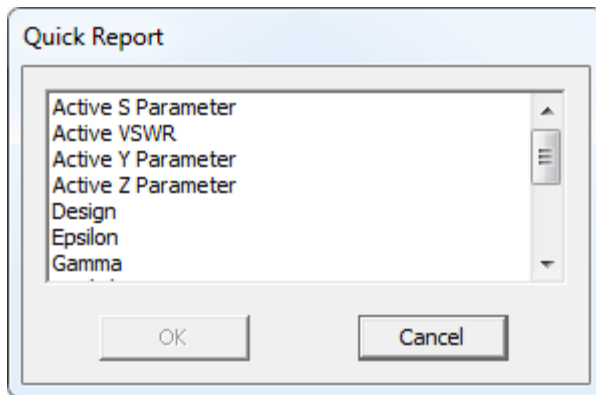 Quick Report
Active S Parameter
Active VSWR
Active Y Parameter
Active Z Parameter
Design
Epsilon
Gamma
OK
Cancel